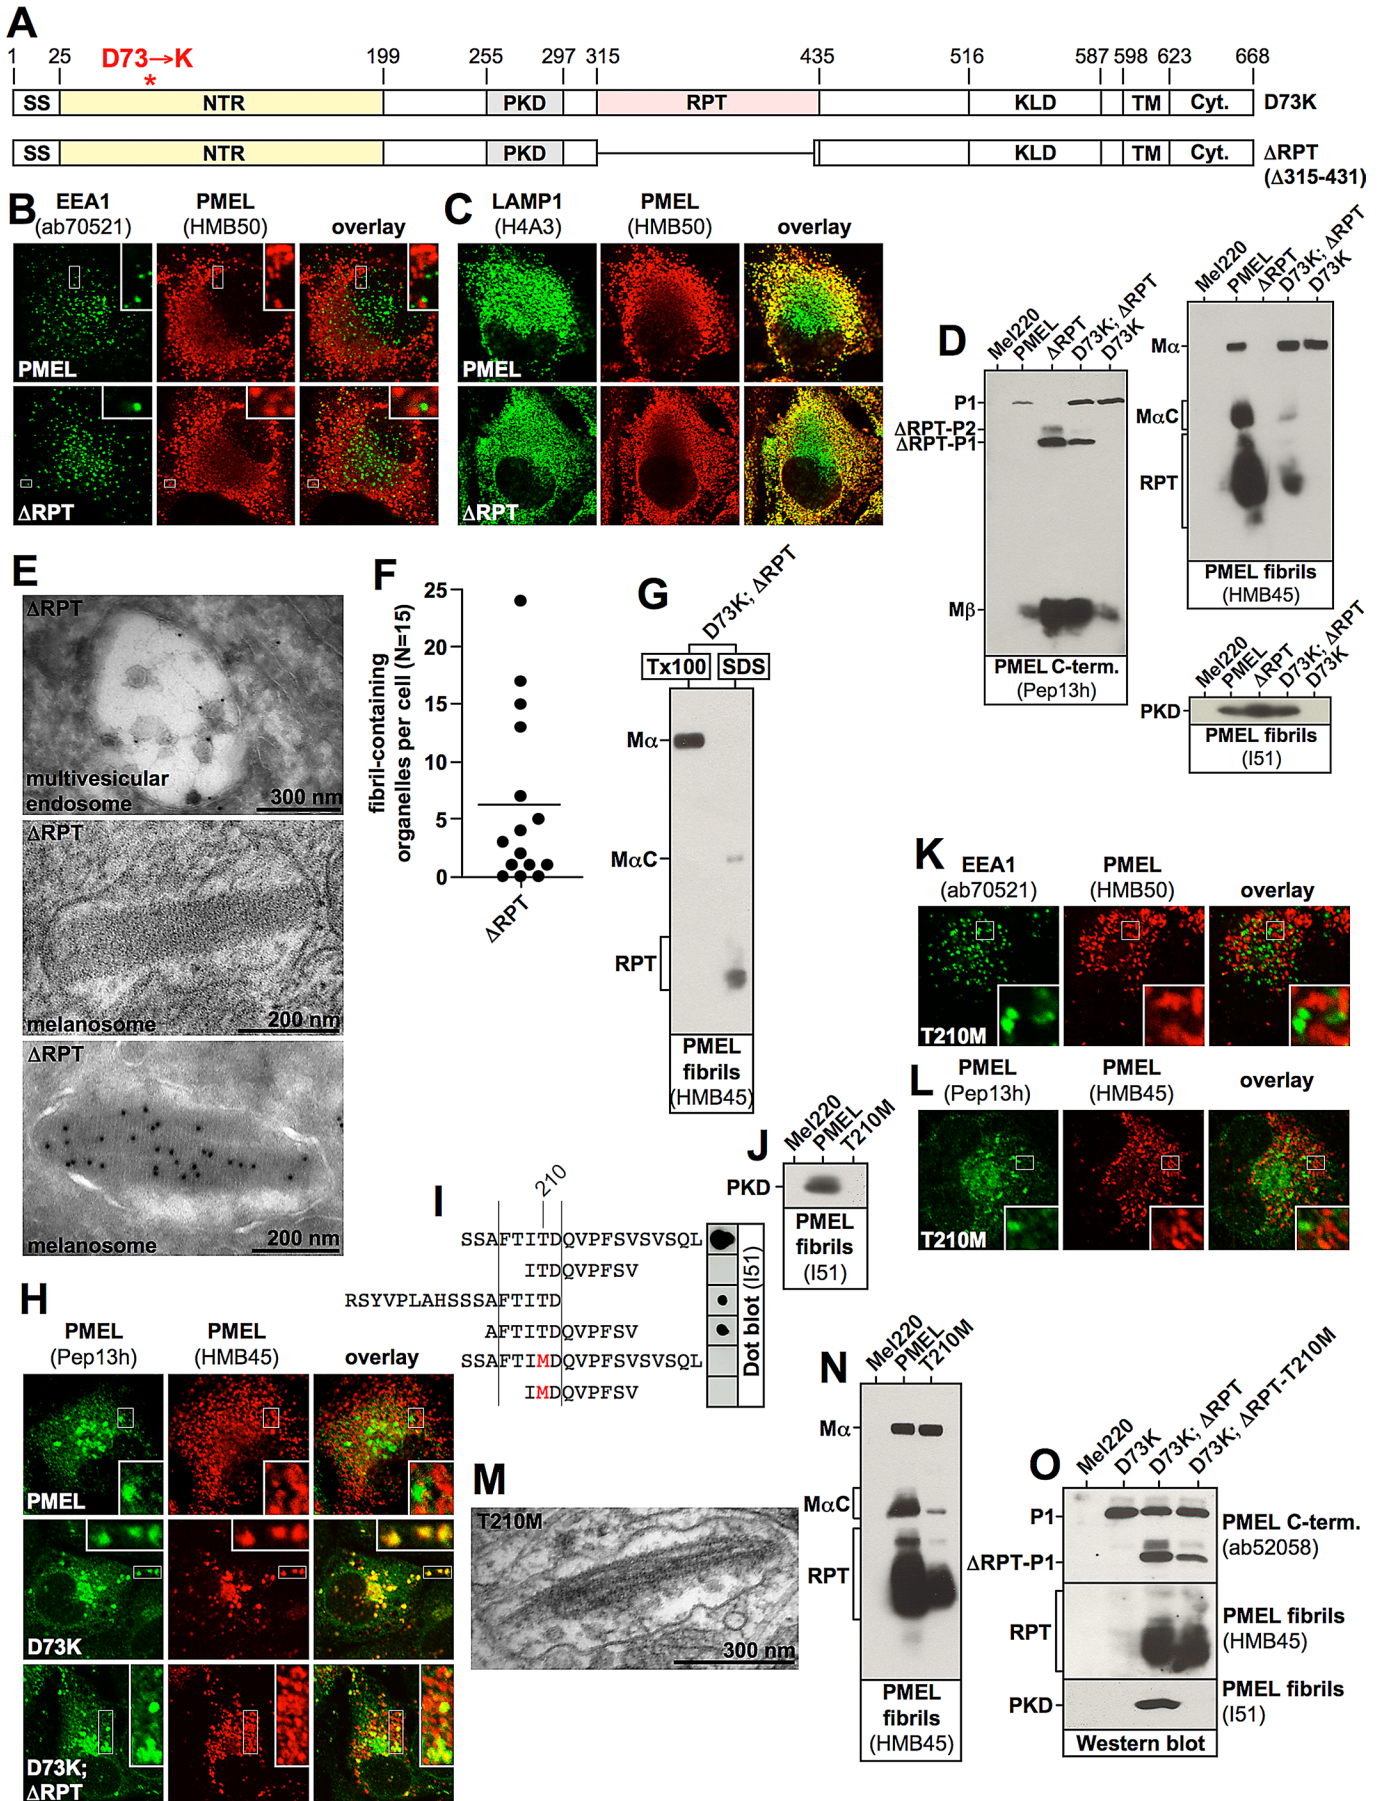 A
1 25 D73→K 199 255 297 315 435 516 587 598 623 668
*
SS NTR PKD RPT KLD TM Cyt. D73K
SS NTR PKD KLD TM Cyt. ΔRPT
(Δ315-431)
B
EEA1 PMEL
(ab70521) (HMB50) overlay
PMEL
ΔRPT
C
LAMP1 PMEL
(H4A3) (HMB50) overlay
PMEL
ΔRPT
D
Mel220 PMEL ΔRPT D73K; ΔRPT D73K
P1
ΔRPT-P2
ΔRPT-P1
Mβ
PMEL C-term.
(Pep13h)
Mel220 PMEL ΔRPT D73K; ΔRPT D73K
Mα
MαC
RPT
PMEL fibrils
(HMB45)
Mel220 PMEL ΔRPT D73K; ΔRPT D73K
PKD
PMEL fibrils
(I51)
E
ΔRPT
multivesicular
endosome 300 nm
ΔRPT
melanosome 200 nm
ΔRPT
melanosome 200 nm
F
fibril-containing
organelles per cell (N=15)
25
20
15
10
5
0
ΔRPT
G
D73K; ΔRPT
Tx100 SDS
Mα
MαC
RPT
PMEL
fibrils
(HMB45)
H
PMEL PMEL
(Pep13h) (HMB45) overlay
PMEL
D73K
D73K;
ΔRPT
I
210
SSAFTITDQVPFSVSVSQL
ITDQVPFSV
RSYVPLAHSSSAFTITD
AFTITDQVPFSV
SSAFTIMDQVPFSVSVSQL
IMDQVPFSV
Dot blot (I51)
J
Mel220 PMEL T210M
PKD
PMEL
fibrils
(I51)
K
EEA1 PMEL
(ab70521) (HMB50) overlay
T210M
L
PMEL PMEL
(Pep13h) (HMB45) overlay
T210M
M
T210M
300 nm
N
Mel220 PMEL T210M
Mα
MαC
RPT
PMEL
fibrils
(HMB45)
O
Mel220 D73K D73K; ΔRPT D73K; ΔRPT-T210M
P1
ΔRPT-P1
PMEL C-term.
(ab52058)
RPT
PMEL fibrils
(HMB45)
PKD
PMEL fibrils
(I51)
Western blot